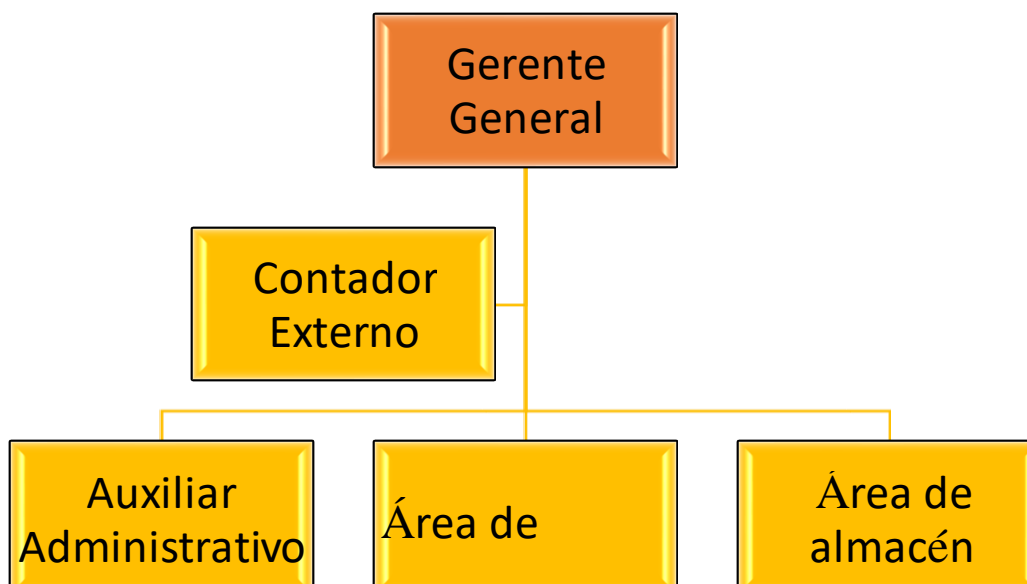 Gerente
General
Contador
Externo
Auxiliar
Administrativo
Área de
Área de
almacén